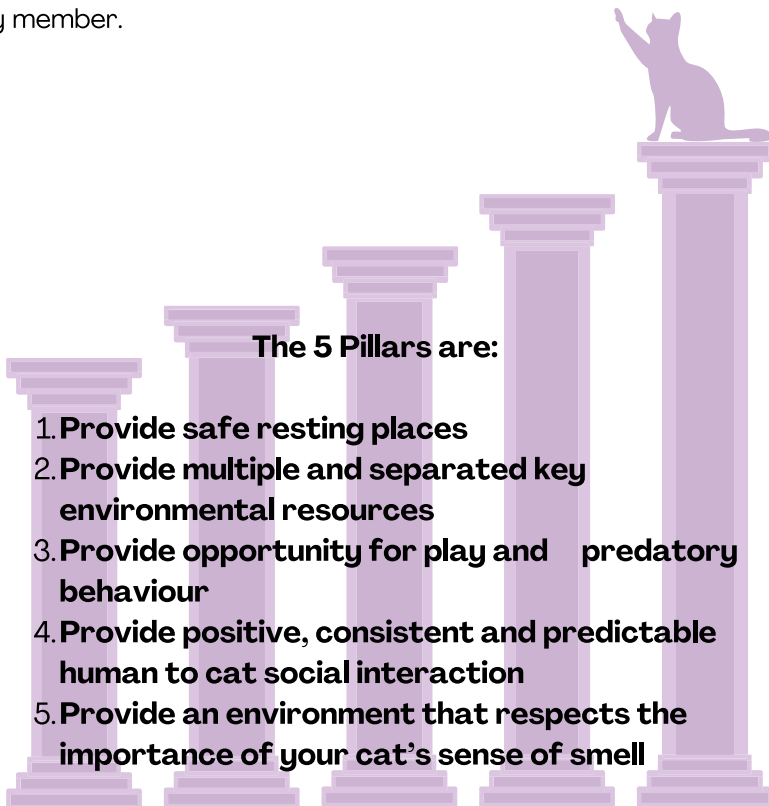 y member.
The 5 Pillars are:
1. Provide safe resting places
2. Provide multiple and separated key
environmental resources
3. Provide opportunity for play and predatory
behaviour
4. Provide positive, consistent and predictable
human to cat social interaction
5. Provide an environment that respects the
importance of your cat's sense of smell